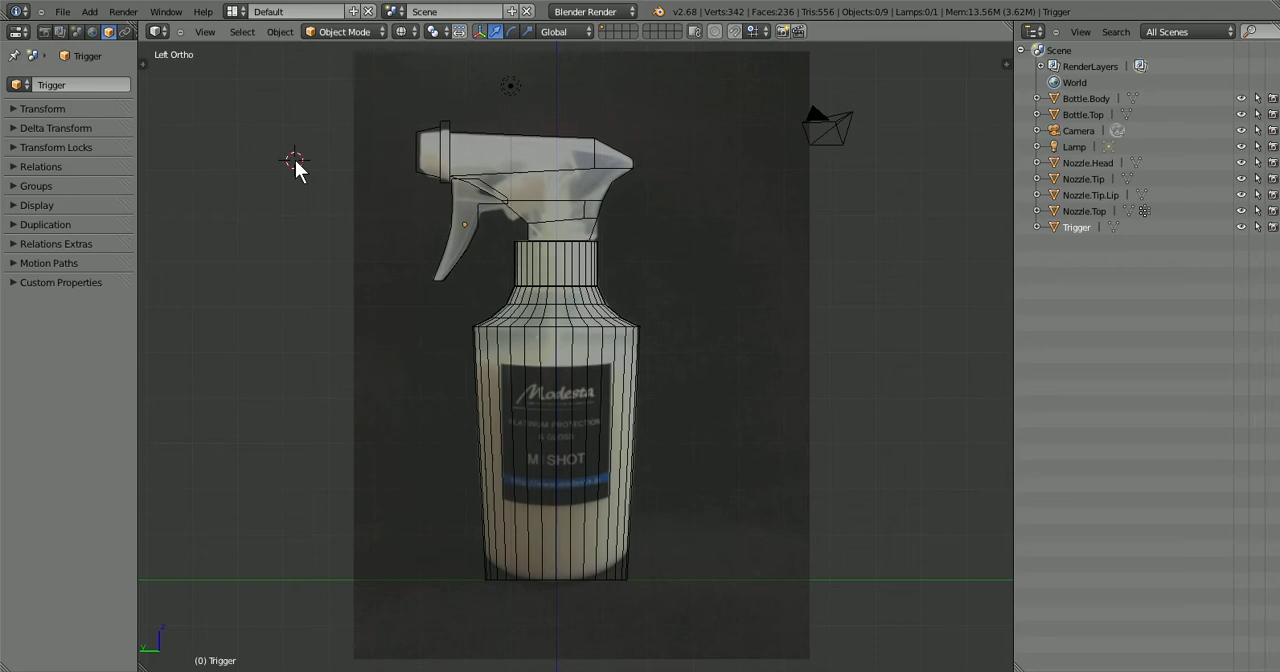 File Add Render Window Help Default Scene Blender Render v2.68 | Verts:342 | Faces:236 | Tris:556 | Objects:0/9 | Lamps:0/1 | Mem:13.56M (3.62M) | Trigger
View Select Object Object Mode Global View Search All Scenes
Trigger
Trigger
Transform
Delta Transform
Transform Locks
Relations
Groups
Display
Duplication
Relations Extras
Motion Paths
Custom Properties
Left Ortho
Modesta
PLATINUM PROTECTION
& GLOSS
SHOT
z
y
(0) Trigger
Scene
RenderLayers
World
Bottle.Body
Bottle.Top
Camera
Lamp
Nozzle.Head
Nozzle.Tip
Nozzle.Tip.Lip
Nozzle.Top
Trigger